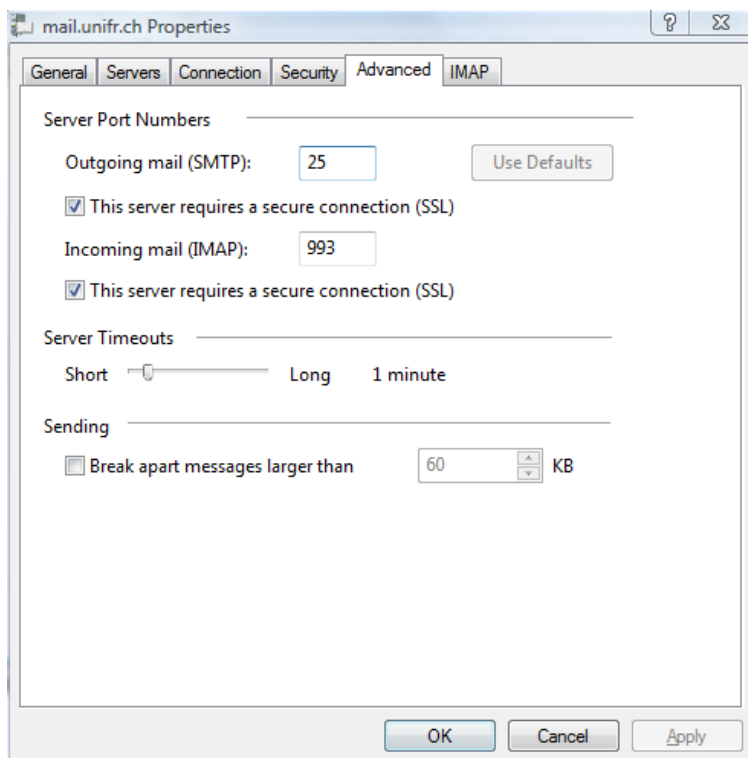 mail.unifr.ch Properties
General Servers Connection Security Advanced IMAP
Server Port Numbers
Outgoing mail (SMTP): 25 Use Defaults
This server requires a secure connection (SSL)
Incoming mail (IMAP): 993
This server requires a secure connection (SSL)
Server Timeouts
Short Long 1 minute
Sending
Break apart messages larger than 60 KB
OK Cancel Apply